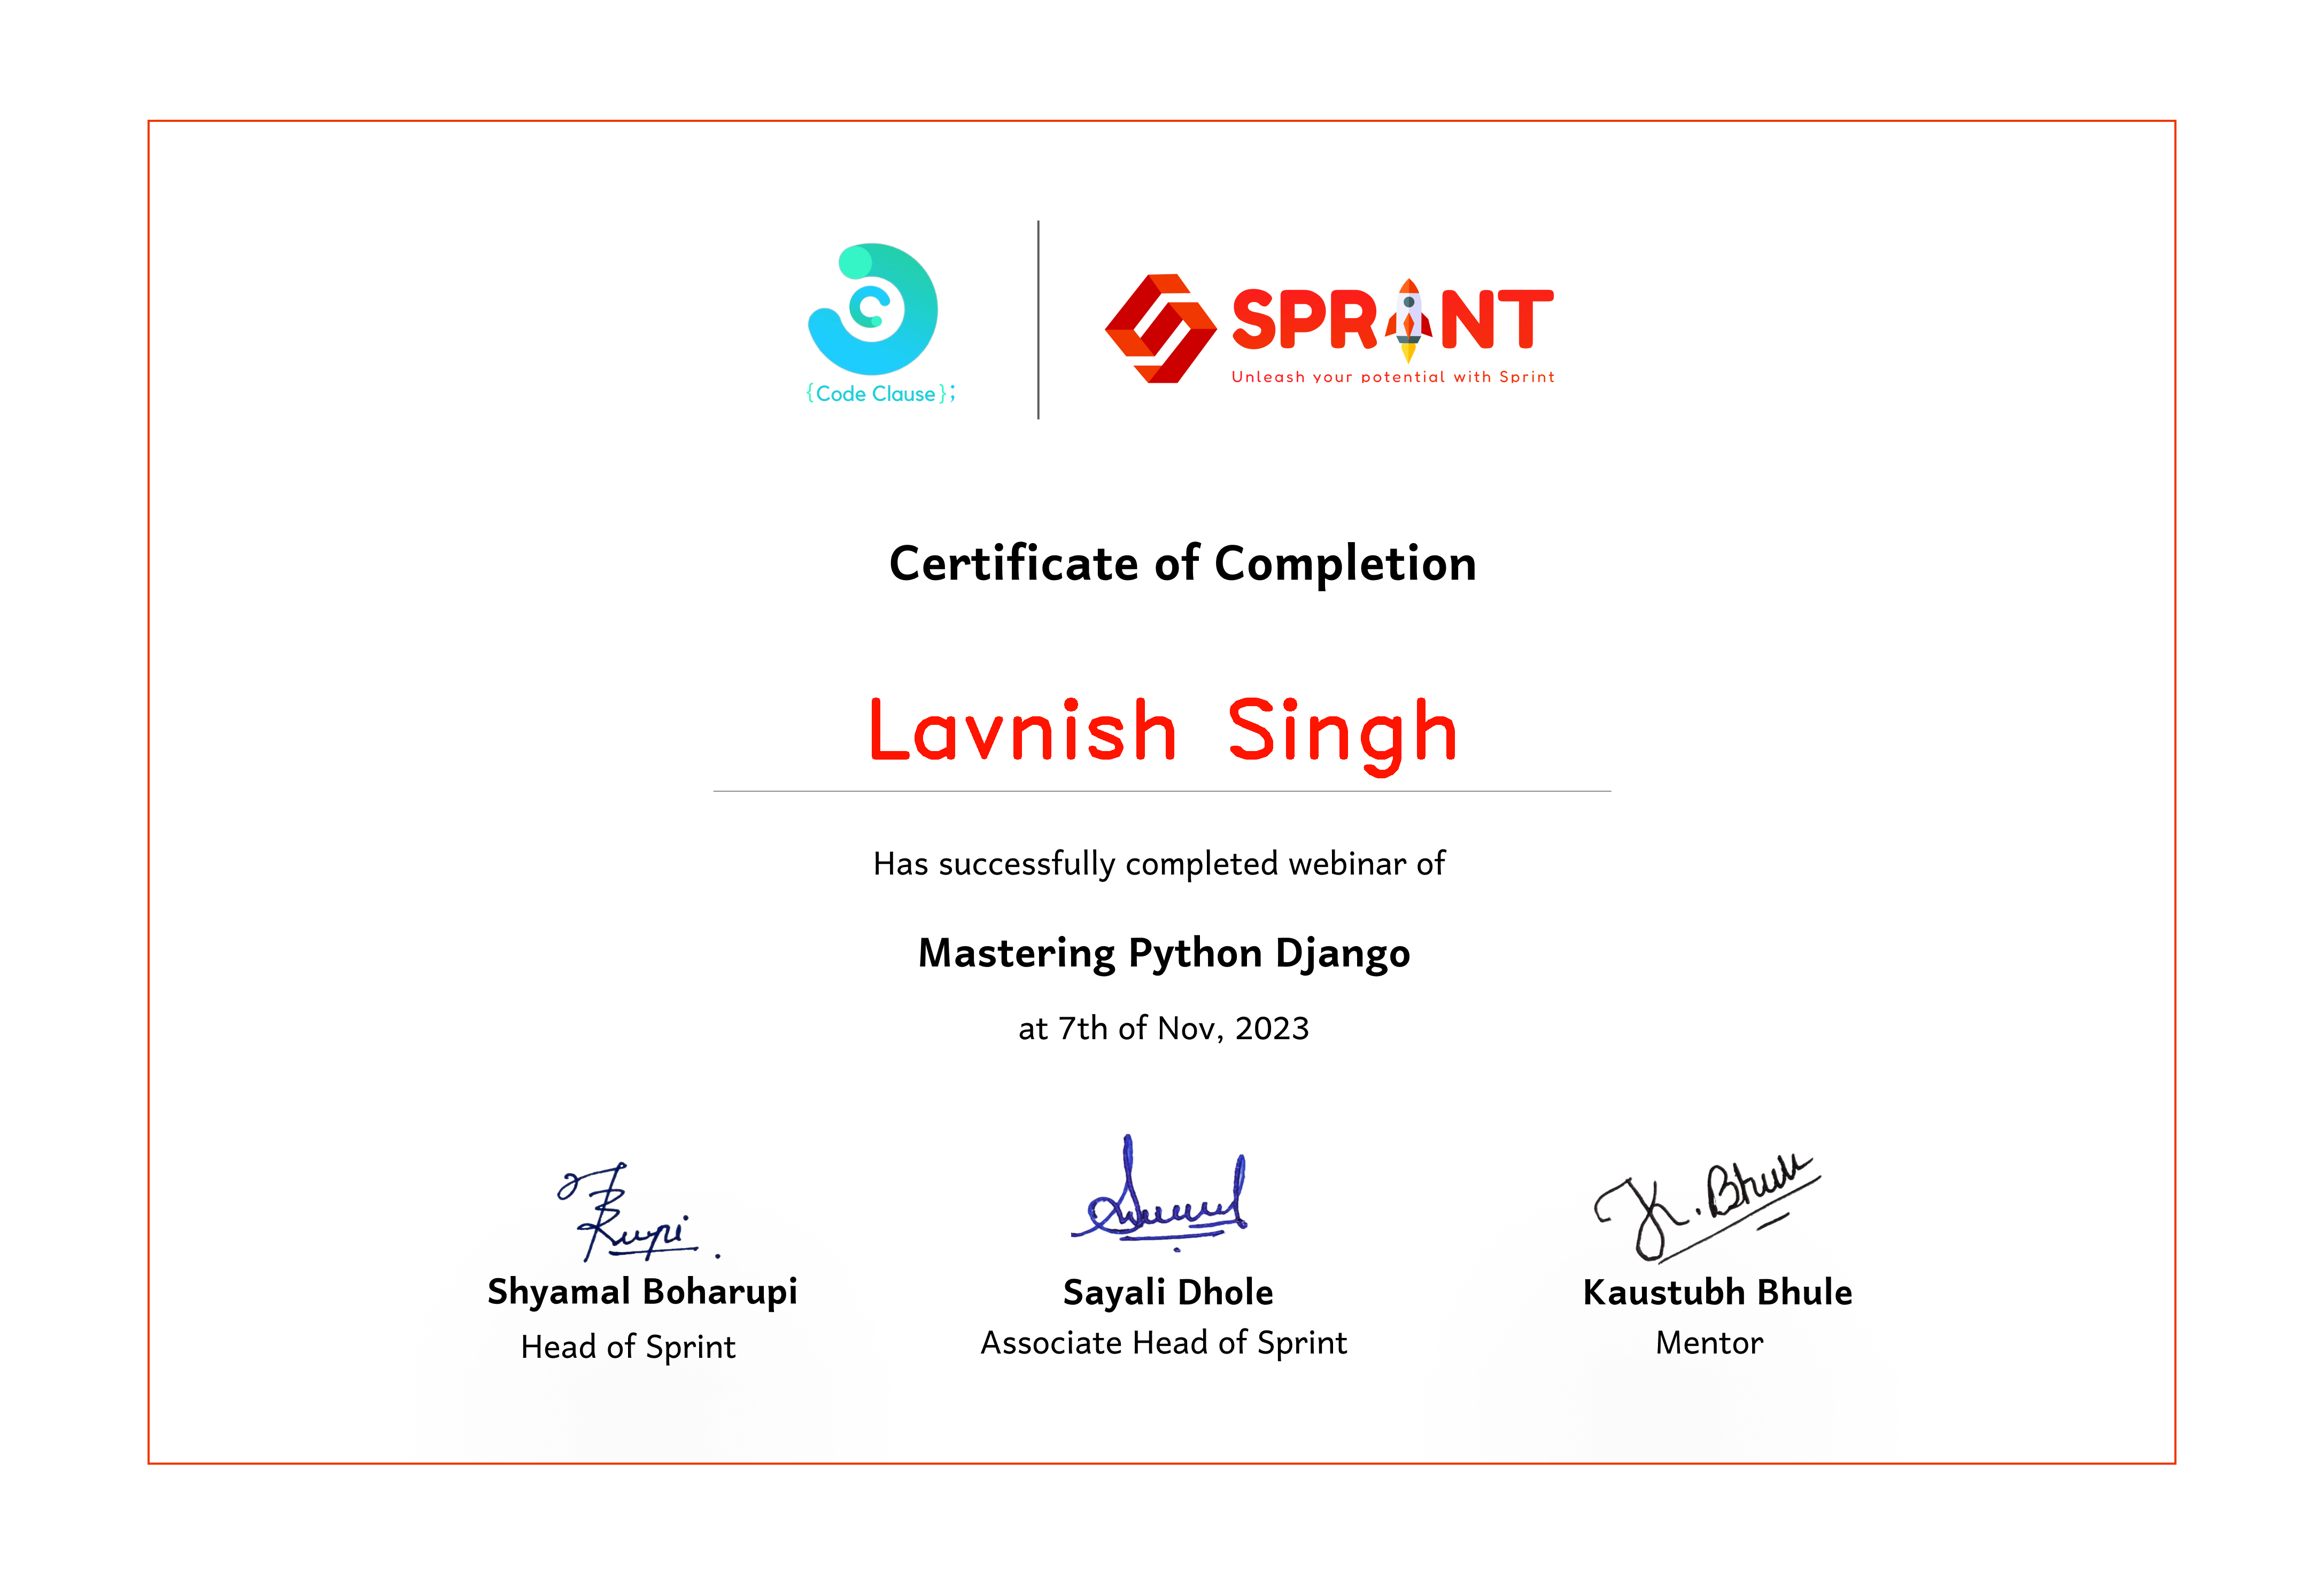 {Code Clause};
SPRINT
Unleash your potential with Sprint
Certificate of Completion
Lavnish Singh
Has successfully completed webinar of
Mastering Python Django
at 7th of Nov, 2023
K. Bhule
Shyamal Boharupi
Sayali Dhole
Kaustubh Bhule
Head of Sprint
Associate Head of Sprint
Mentor